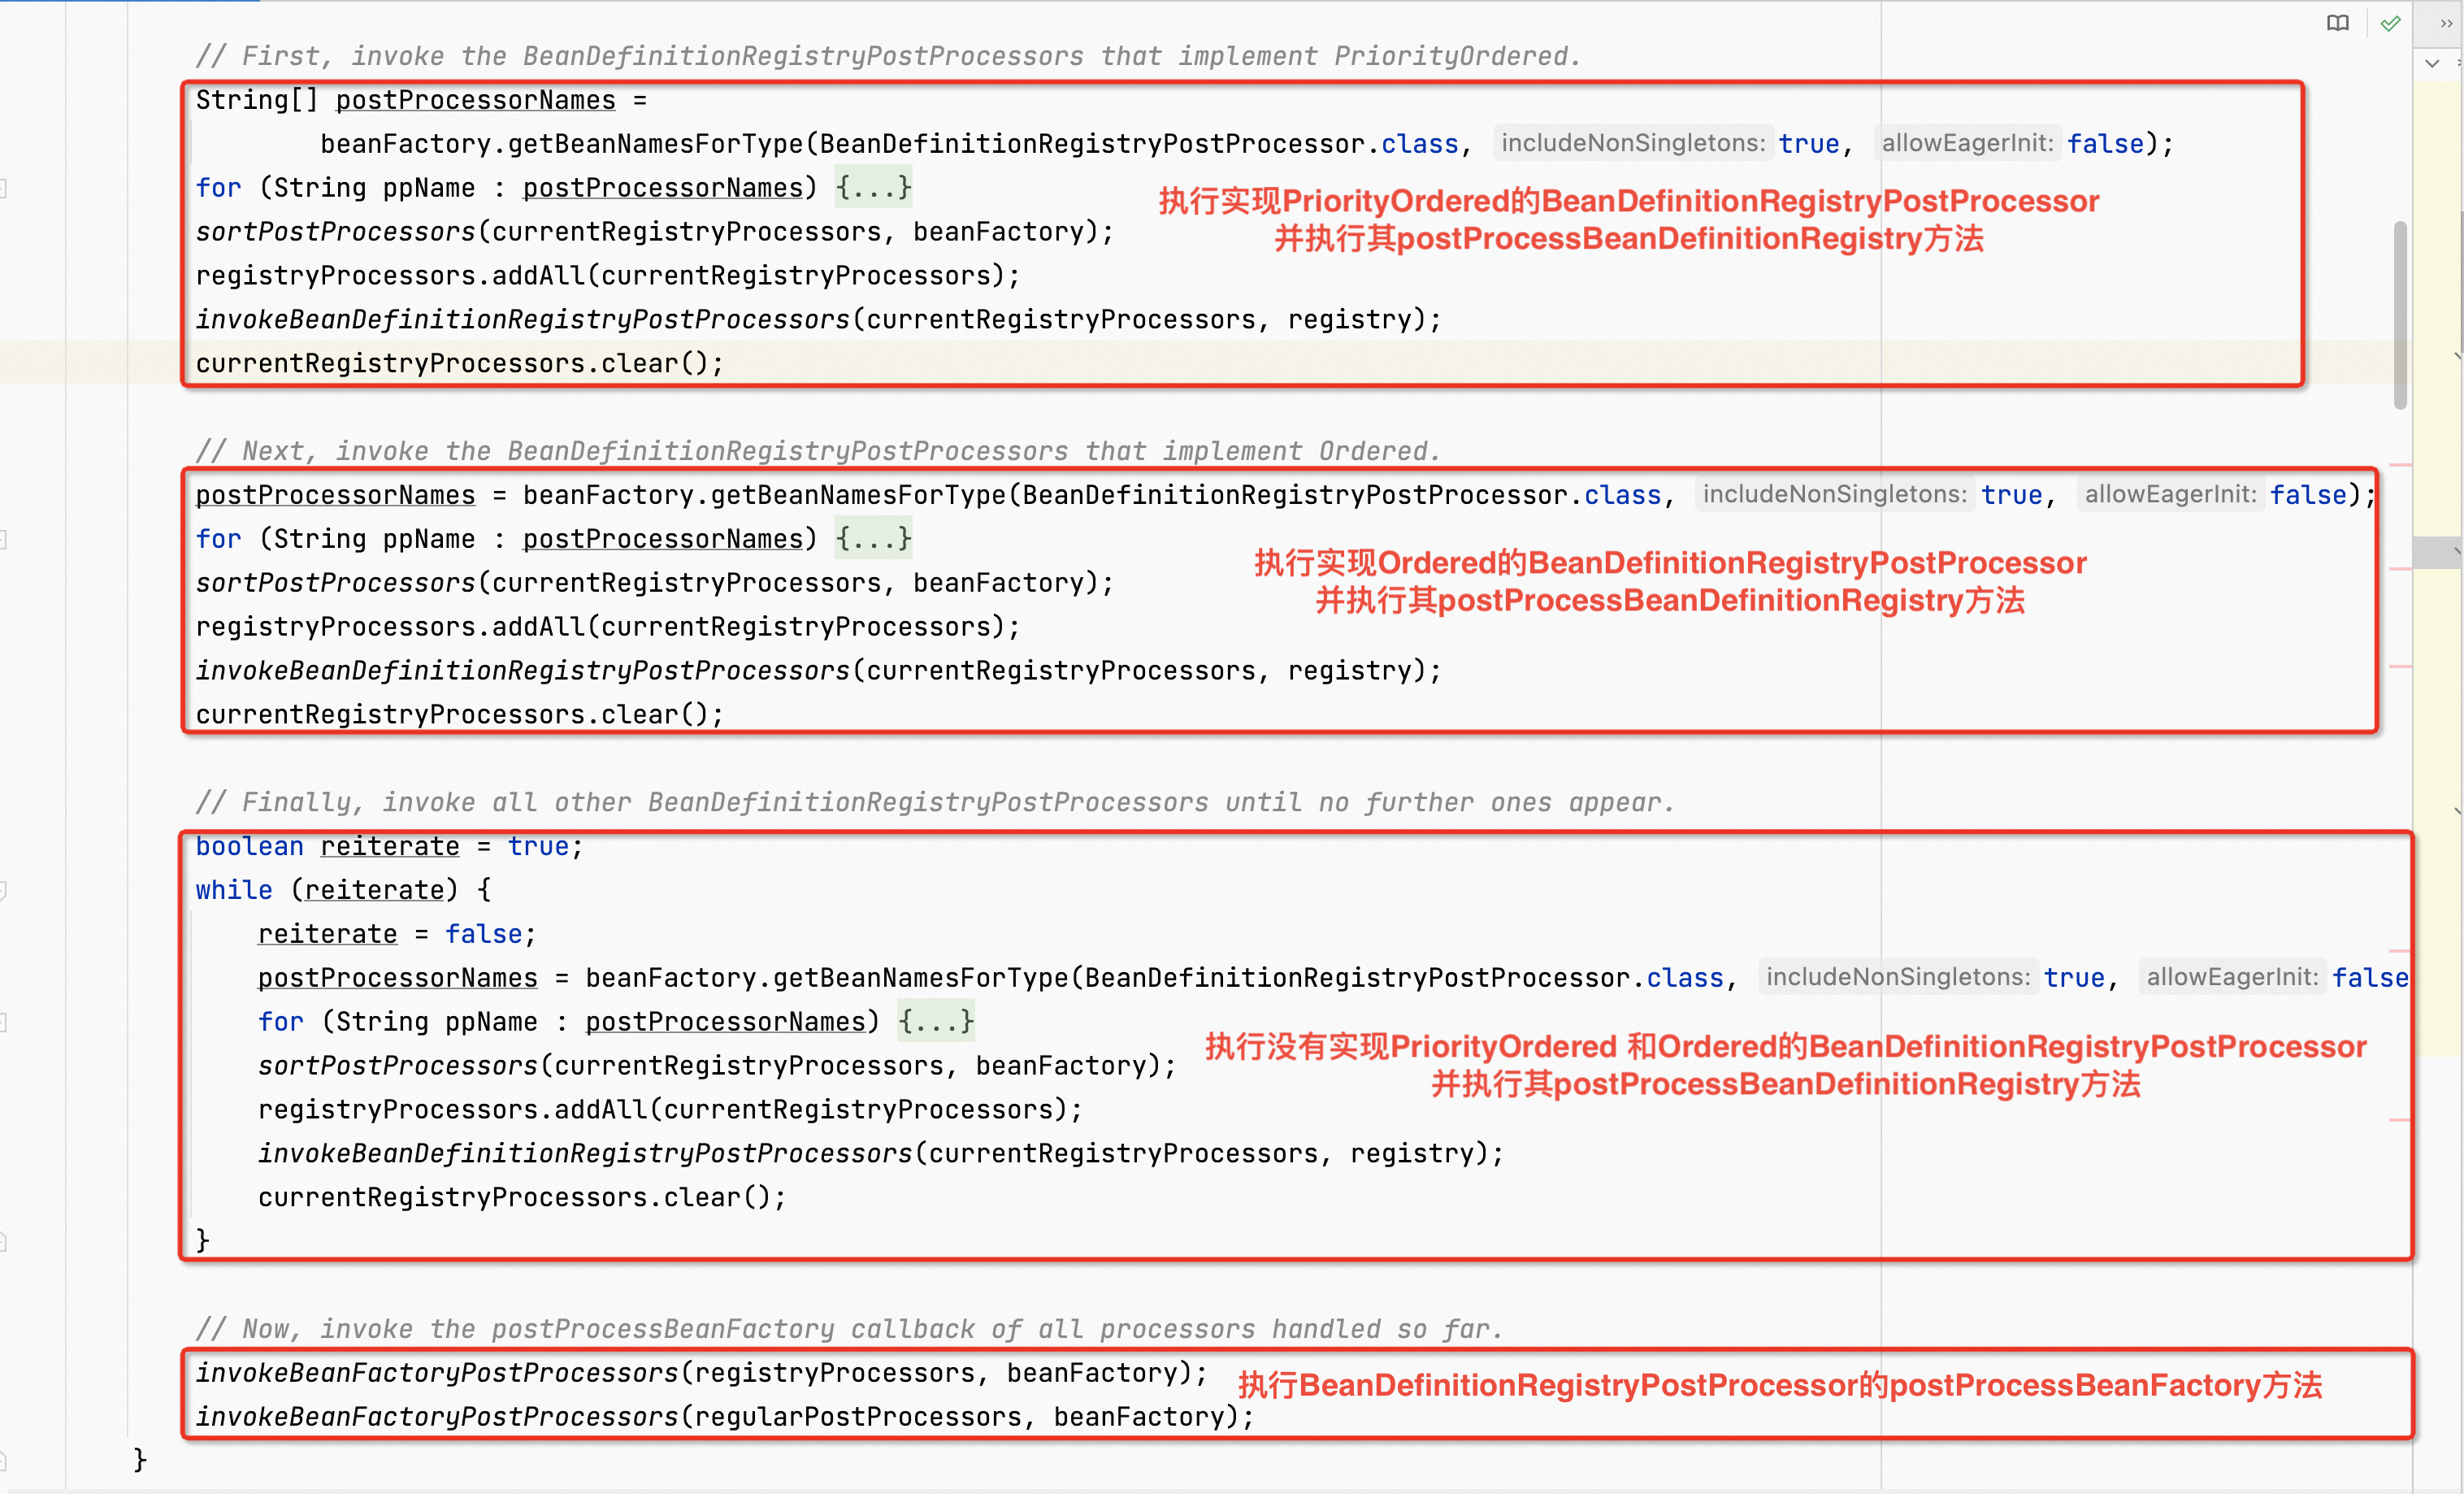 // First, invoke the BeanDefinitionRegistryPostProcessors that implement PriorityOrdered.
String[] postProcessorNames =
beanFactory.getBeanNamesForType(BeanDefinitionRegistryPostProcessor.class, includeNonSingletons: true, allowEagerInit: false);
for (String ppName : postProcessorNames) {...}
执行实现PriorityOrdered的BeanDefinitionRegistryPostProcessor
sortPostProcessors(currentRegistryProcessors, beanFactory);
并执行其postProcessBeanDefinitionRegistry方法
registryProcessors.addAll(currentRegistryProcessors);
invokeBeanDefinitionRegistryPostProcessors(currentRegistryProcessors, registry);
currentRegistryProcessors.clear();
// Next, invoke the BeanDefinitionRegistryPostProcessors that implement Ordered.
postProcessorNames = beanFactory.getBeanNamesForType(BeanDefinitionRegistryPostProcessor.class, includeNonSingletons: true, allowEagerInit: false);
for (String ppName : postProcessorNames) {...}
执行实现Ordered的BeanDefinitionRegistryPostProcessor
sortPostProcessors(currentRegistryProcessors, beanFactory);
并执行其postProcessBeanDefinitionRegistry方法
registryProcessors.addAll(currentRegistryProcessors);
invokeBeanDefinitionRegistryPostProcessors(currentRegistryProcessors, registry);
currentRegistryProcessors.clear();
// Finally, invoke all other BeanDefinitionRegistryPostProcessors until no further ones appear.
boolean reiterate = true;
while (reiterate) {
reiterate = false;
postProcessorNames = beanFactory.getBeanNamesForType(BeanDefinitionRegistryPostProcessor.class, includeNonSingletons: true, allowEagerInit: false
for (String ppName : postProcessorNames) {...}
执行没有实现PriorityOrdered 和Ordered的BeanDefinitionRegistryPostProcessor
sortPostProcessors(currentRegistryProcessors, beanFactory);
并执行其postProcessBeanDefinitionRegistry方法
registryProcessors.addAll(currentRegistryProcessors);
invokeBeanDefinitionRegistryPostProcessors(currentRegistryProcessors, registry);
currentRegistryProcessors.clear();
}
// Now, invoke the postProcessBeanFactory callback of all processors handled so far.
invokeBeanFactoryPostProcessors(registryProcessors, beanFactory);
执行BeanDefinitionRegistryPostProcessor的postProcessBeanFactory方法
invokeBeanFactoryPostProcessors(regularPostProcessors, beanFactory);
}